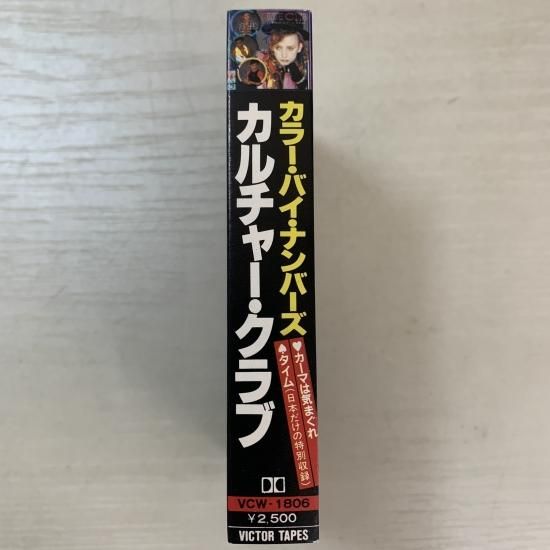 カラー・バイ・ナンバーズ
カルチャー・クラブ
♥カーマは気まぐれ
♠タイム(日本だけの特別収録)
VCW-1806
¥2,500
VICTOR TAPES